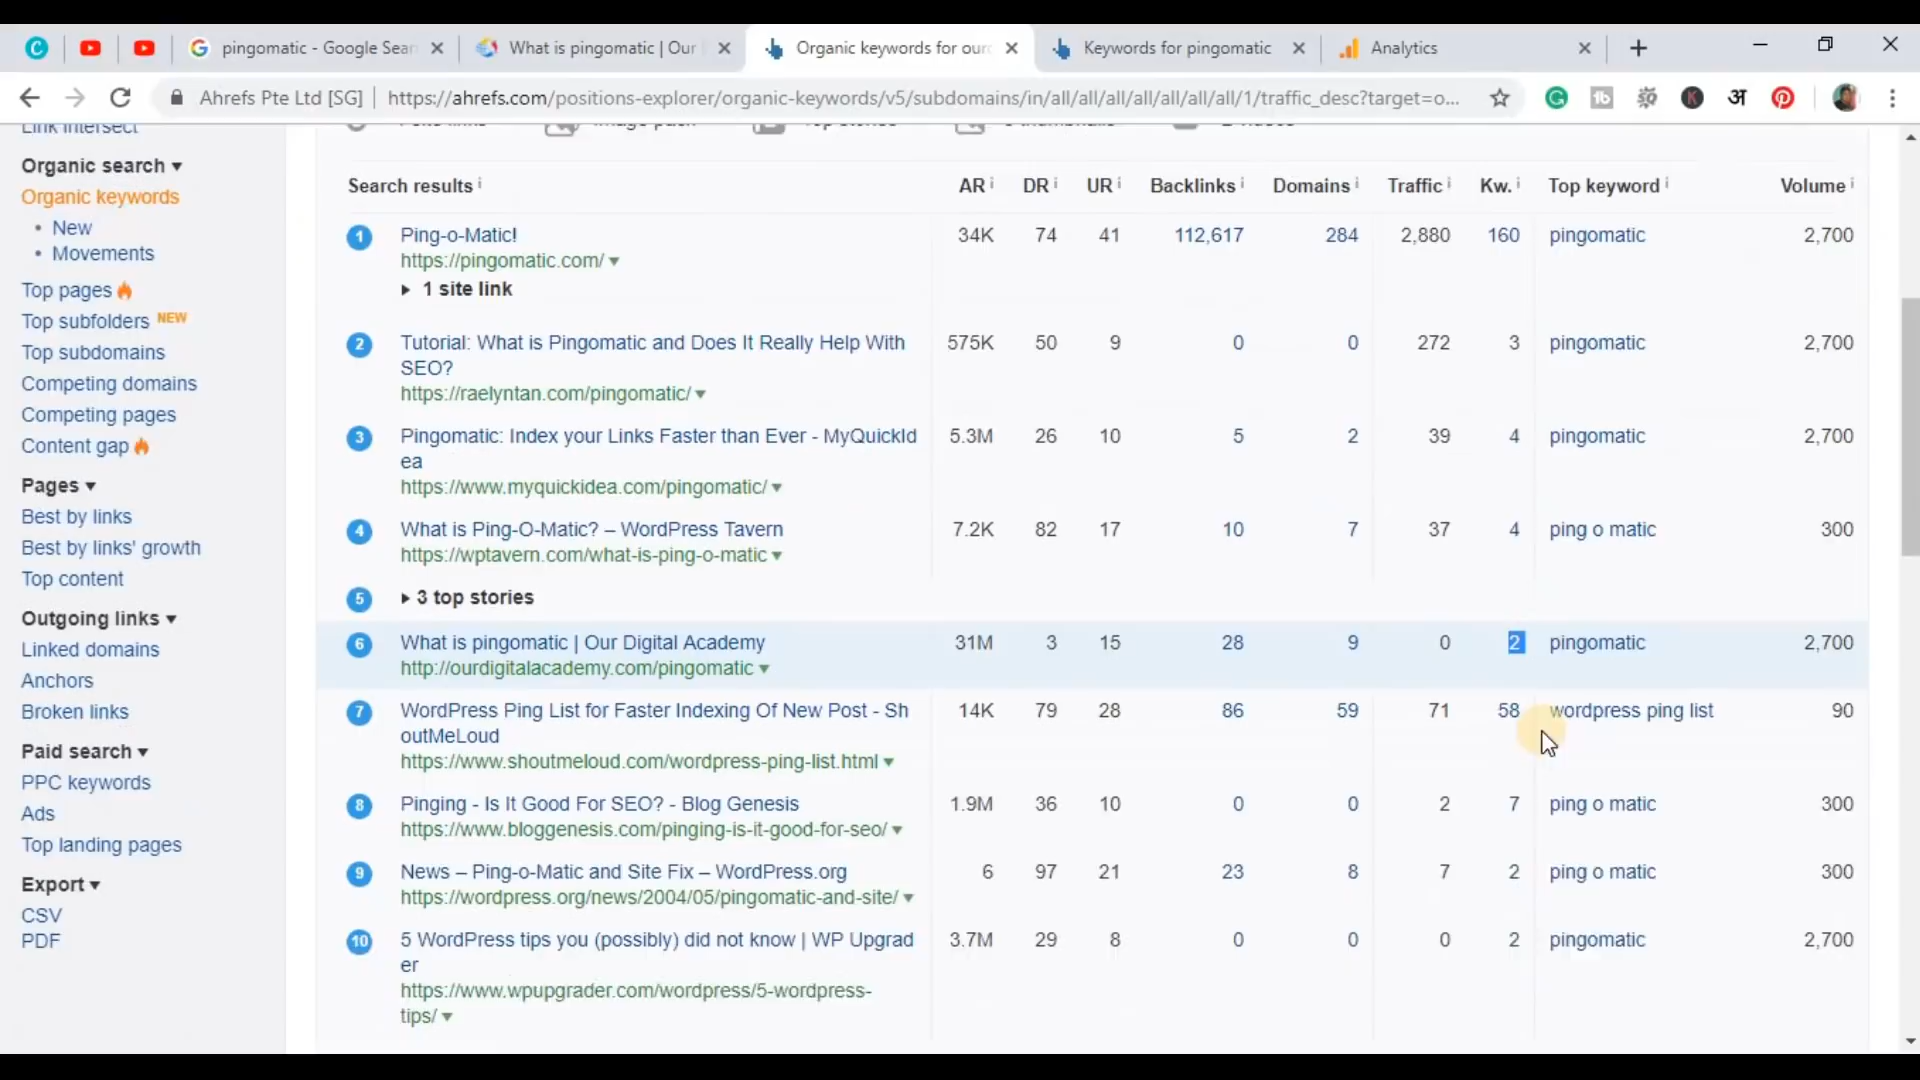 pingomatic - Google Sear
What is pingomatic | Our
Organic keywords for our
Keywords for pingomatic
Analytics
Ahrefs Pte Ltd [SG] | https://ahrefs.com/positions-explorer/organic-keywords/v5/subdomains/in/all/all/all/all/all/all/all/1/traffic_desc?target=o...
Link intersect
Organic search
Organic keywords
New
Movements
Top pages
Top subfolders NEW
Top subdomains
Competing domains
Competing pages
Content gap
Pages
Best by links
Best by links' growth
Top content
Outgoing links
Linked domains
Anchors
Broken links
Paid search
PPC keywords
Ads
Top landing pages
Export
CSV
PDF
Search results AR DR UR Backlinks Domains Traffic Kw. Top keyword Volume
1 Ping-o-Matic! 34K 74 41 112,617 284 2,880 160 pingomatic 2,700
https://pingomatic.com/
1 site link
2 Tutorial: What is Pingomatic and Does It Really Help With 575K 50 9 0 0 272 3 pingomatic 2,700
SEO?
https://raelyntan.com/pingomatic/
3 Pingomatic: Index your Links Faster than Ever - MyQuickId 5.3M 26 10 5 2 39 4 pingomatic 2,700
ea
https://www.myquickidea.com/pingomatic/
4 What is Ping-O-Matic? – WordPress Tavern 7.2K 82 17 10 7 37 4 ping o matic 300
https://wptavern.com/what-is-ping-o-matic
5 3 top stories
6 What is pingomatic | Our Digital Academy 31M 3 15 28 9 0 2 pingomatic 2,700
http://ourdigitalacademy.com/pingomatic
7 WordPress Ping List for Faster Indexing Of New Post - Sh 14K 79 28 86 59 71 58 wordpress ping list 90
outMeLoud
https://www.shoutmeloud.com/wordpress-ping-list.html
8 Pinging - Is It Good For SEO? - Blog Genesis 1.9M 36 10 0 0 2 7 ping o matic 300
https://www.bloggenesis.com/pinging-is-it-good-for-seo/
9 News – Ping-o-Matic and Site Fix – WordPress.org 6 97 21 23 8 7 2 ping o matic 300
https://wordpress.org/news/2004/05/pingomatic-and-site/
10 5 WordPress tips you (possibly) did not know | WP Upgrad 3.7M 29 8 0 0 0 2 pingomatic 2,700
er
https://www.wpupgrader.com/wordpress/5-wordpress-
tips/